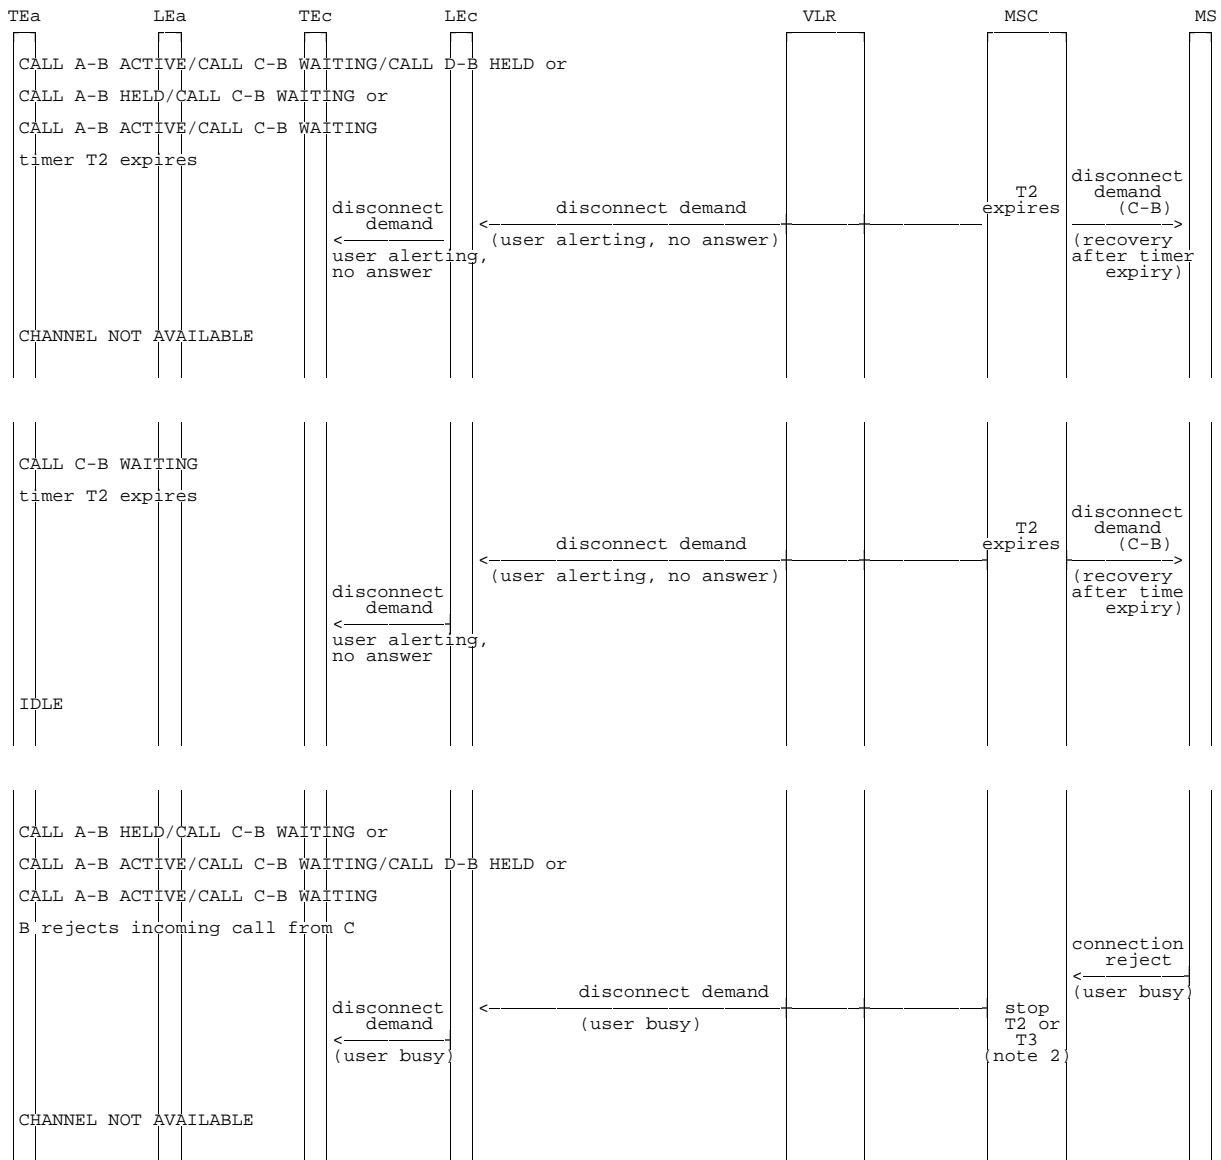 TEa LEa TEc LEc VLR MSC MS
CALL A-B ACTIVE/CALL C-B WAITING/CALL D-B HELD or
CALL A-B HELD/CALL C-B WAITING or
CALL A-B ACTIVE/CALL C-B WAITING
timer T2 expires
disconnect
demand
user alerting,
no answer
disconnect demand
(user alerting, no answer)
T2
expires
disconnect
demand
(C-B)
(recovery
after timer
expiry)
CHANNEL NOT AVAILABLE
CALL C-B WAITING
timer T2 expires
disconnect demand
(user alerting, no answer)
T2
expires
disconnect
demand
(C-B)
(recovery
after time
expiry)
disconnect
demand
user alerting,
no answer
IDLE
CALL A-B HELD/CALL C-B WAITING or
CALL A-B ACTIVE/CALL C-B WAITING/CALL D-B HELD or
CALL A-B ACTIVE/CALL C-B WAITING
B rejects incoming call from C
connection
reject
(user busy)
disconnect demand
(user busy)
stop
T2 or
T3
(note 2)
disconnect
demand
(user busy)
CHANNEL NOT AVAILABLE